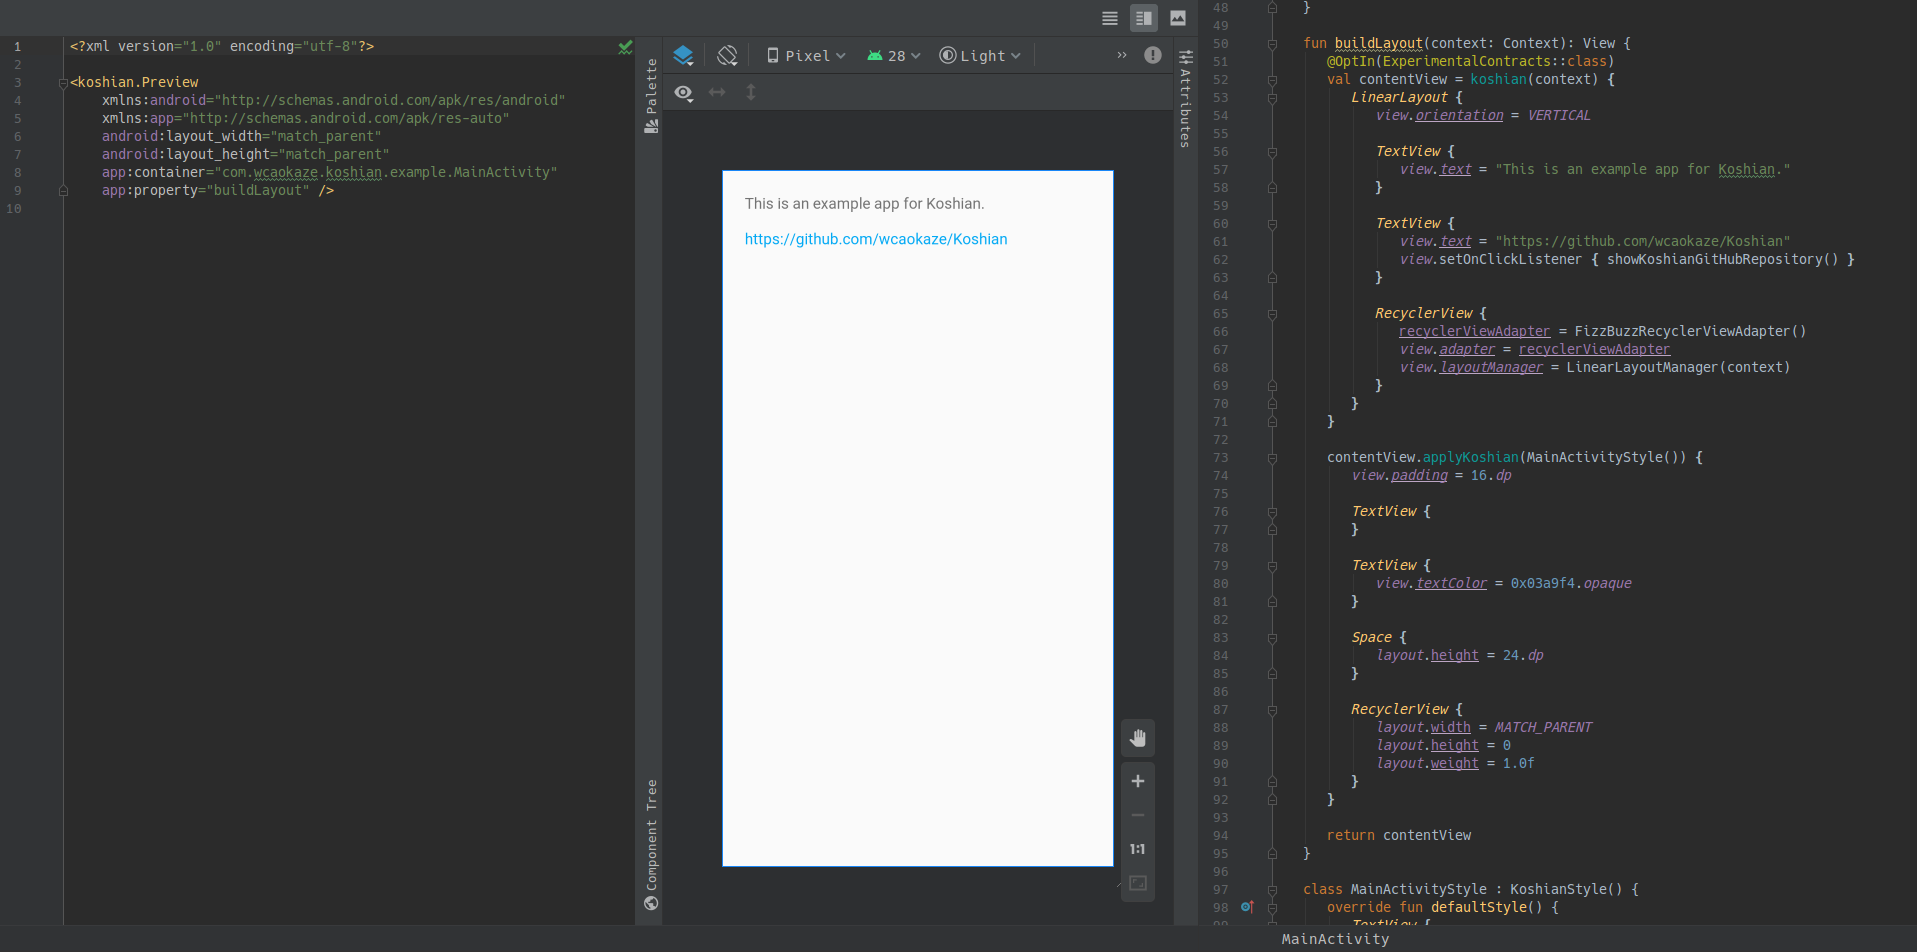 1 <?xml version="1.0" encoding="utf-8"?>
2
3 <koshian.Preview
4 xmlns:android="http://schemas.android.com/apk/res/android"
5 xmlns:app="http://schemas.android.com/apk/res-auto"
6 android:layout_width="match_parent"
7 android:layout_height="match_parent"
8 app:container="com.wcaokaze.koshian.example.MainActivity"
9 app:property="buildLayout" />
10
Palette
Component Tree
Pixel 28 Light »
This is an example app for Koshian.
https://github.com/wcaokaze/Koshian
1:1
Attributes
48 }
49
50 fun buildLayout(context: Context): View {
51 @OptIn(ExperimentalContracts::class)
52 val contentView = koshian(context) {
53 LinearLayout {
54 view.orientation = VERTICAL
55
56 TextView {
57 view.text = "This is an example app for Koshian."
58 }
59
60 TextView {
61 view.text = "https://github.com/wcaokaze/Koshian"
62 view.setOnClickListener { showKoshianGitHubRepository() }
63 }
64
65 RecyclerView {
66 recyclerViewAdapter = FizzBuzzRecyclerViewAdapter()
67 view.adapter = recyclerViewAdapter
68 view.layoutManager = LinearLayoutManager(context)
69 }
70 }
71 }
72
73 contentView.applyKoshian(MainActivityStyle()) {
74 view.padding = 16.dp
75
76 TextView {
77 }
78
79 TextView {
80 view.textColor = 0x03a9f4.opaque
81 }
82
83 Space {
84 layout.height = 24.dp
85 }
86
87 RecyclerView {
88 layout.width = MATCH_PARENT
89 layout.height = 0
90 layout.weight = 1.0f
91 }
92 }
93
94 return contentView
95 }
96
97 class MainActivityStyle : KoshianStyle() {
98 override fun defaultStyle() {
99 TextView {
MainActivity